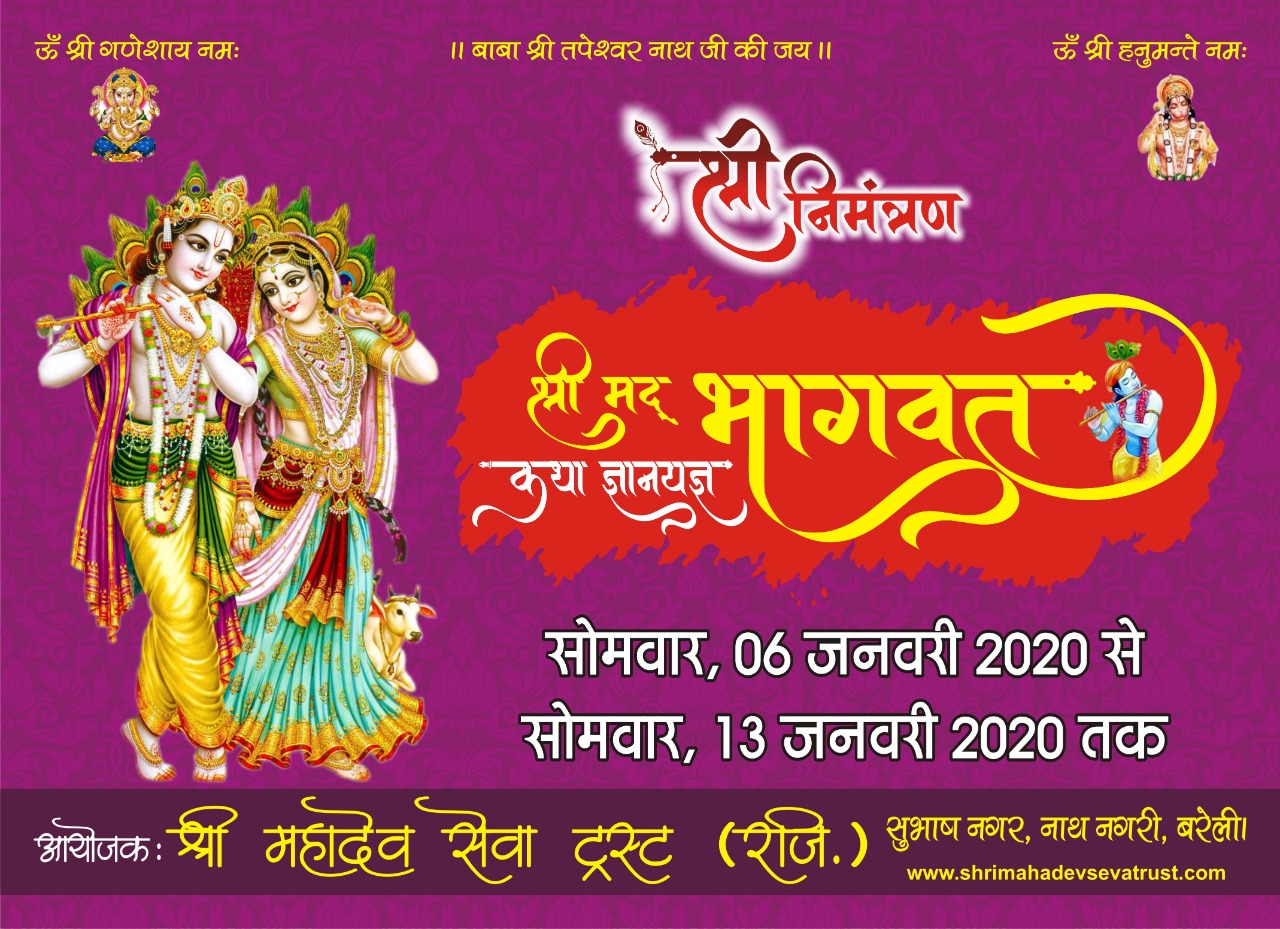 ॐ श्री गणेशाय नमः
।। बाबा श्री तपेश्वर नाथ जी की जय ।।
ॐ श्री हनुमन्ते नमः
श्री निमंत्रण
श्री मद् भागवत
कथा ज्ञानयज्ञ
सोमवार, 06 जनवरी 2020 से
सोमवार, 13 जनवरी 2020 तक
आयोजक: श्री महादेव सेवा ट्रस्ट (रजि.)
सुभाष नगर, नाथ नगरी, बरेली।
www.shrimahadevsevatrust.com